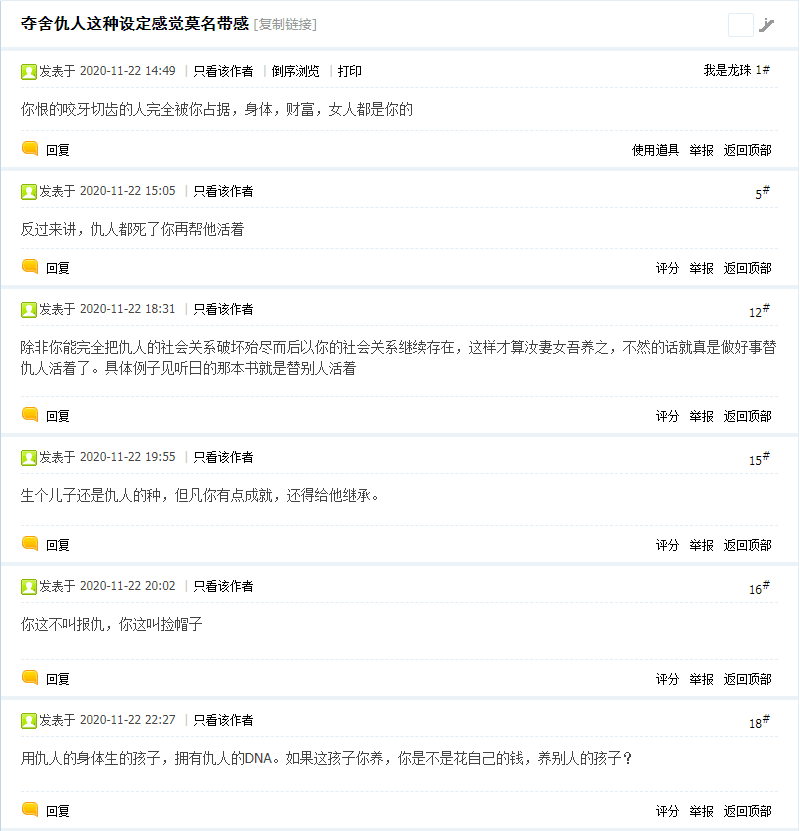 夺舍仇人这种设定感觉莫名带感 [复制链接]
发表于 2020-11-22 14:49 | 只看该作者 | 倒序浏览 | 打印 我是龙珠 1#
你恨的咬牙切齿的人完全被你占据，身体，财富，女人都是你的
回复 使用道具 举报 返回顶部
发表于 2020-11-22 15:05 | 只看该作者 5#
反过来讲，仇人都死了你再帮他活着
回复 评分 举报 返回顶部
发表于 2020-11-22 18:31 | 只看该作者 12#
除非你能完全把仇人的社会关系破坏殆尽而后以你的社会关系继续存在，这样才算汝妻女吾养之，不然的话就真是做好事替
仇人活着了。具体例子见听日的那本书就是替别人活着
回复 评分 举报 返回顶部
发表于 2020-11-22 19:55 | 只看该作者 15#
生个儿子还是仇人的种，但凡你有点成就，还得给他继承。
回复 评分 举报 返回顶部
发表于 2020-11-22 20:02 | 只看该作者 16#
你这不叫报仇，你这叫捡帽子
回复 评分 举报 返回顶部
发表于 2020-11-22 22:27 | 只看该作者 18#
用仇人的身体生的孩子，拥有仇人的DNA。如果这孩子你养，你是不是花自己的钱，养别人的孩子？
回复 评分 举报 返回顶部